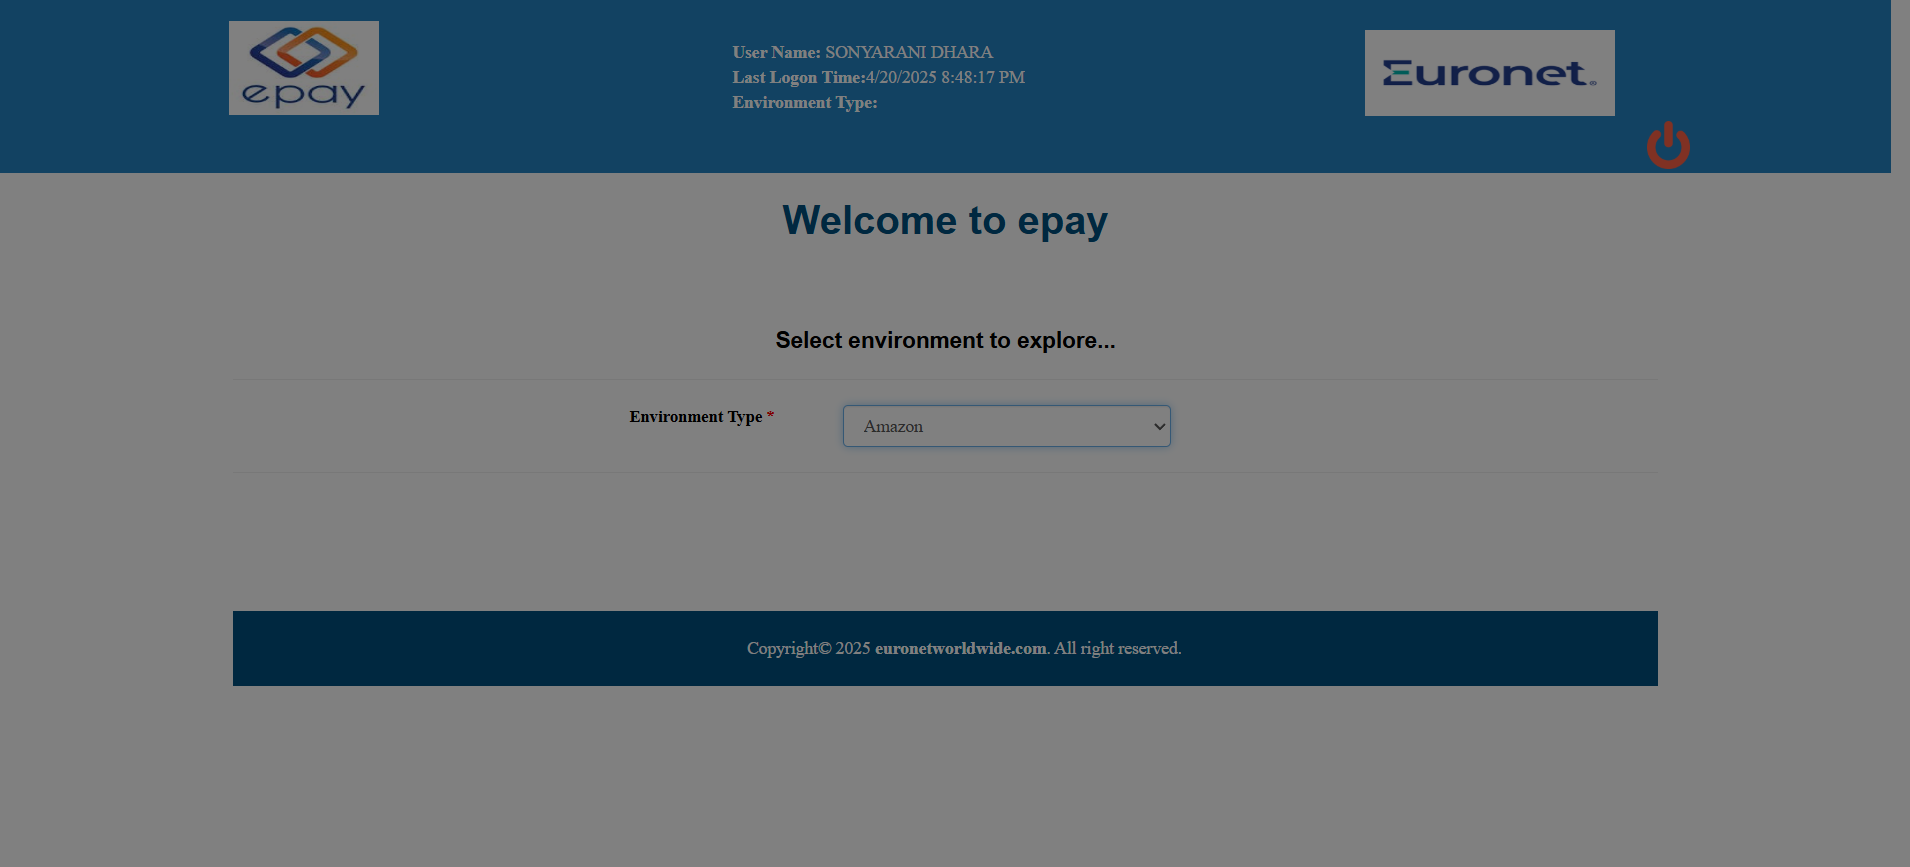 epay
User Name: SONYARANI DHARA
Last Logon Time:4/20/2025 8:48:17 PM
Environment Type:
Euronet®
Welcome to epay
Select environment to explore...
Environment Type *
Amazon
Copyright© 2025 euronetworldwide.com. All right reserved.